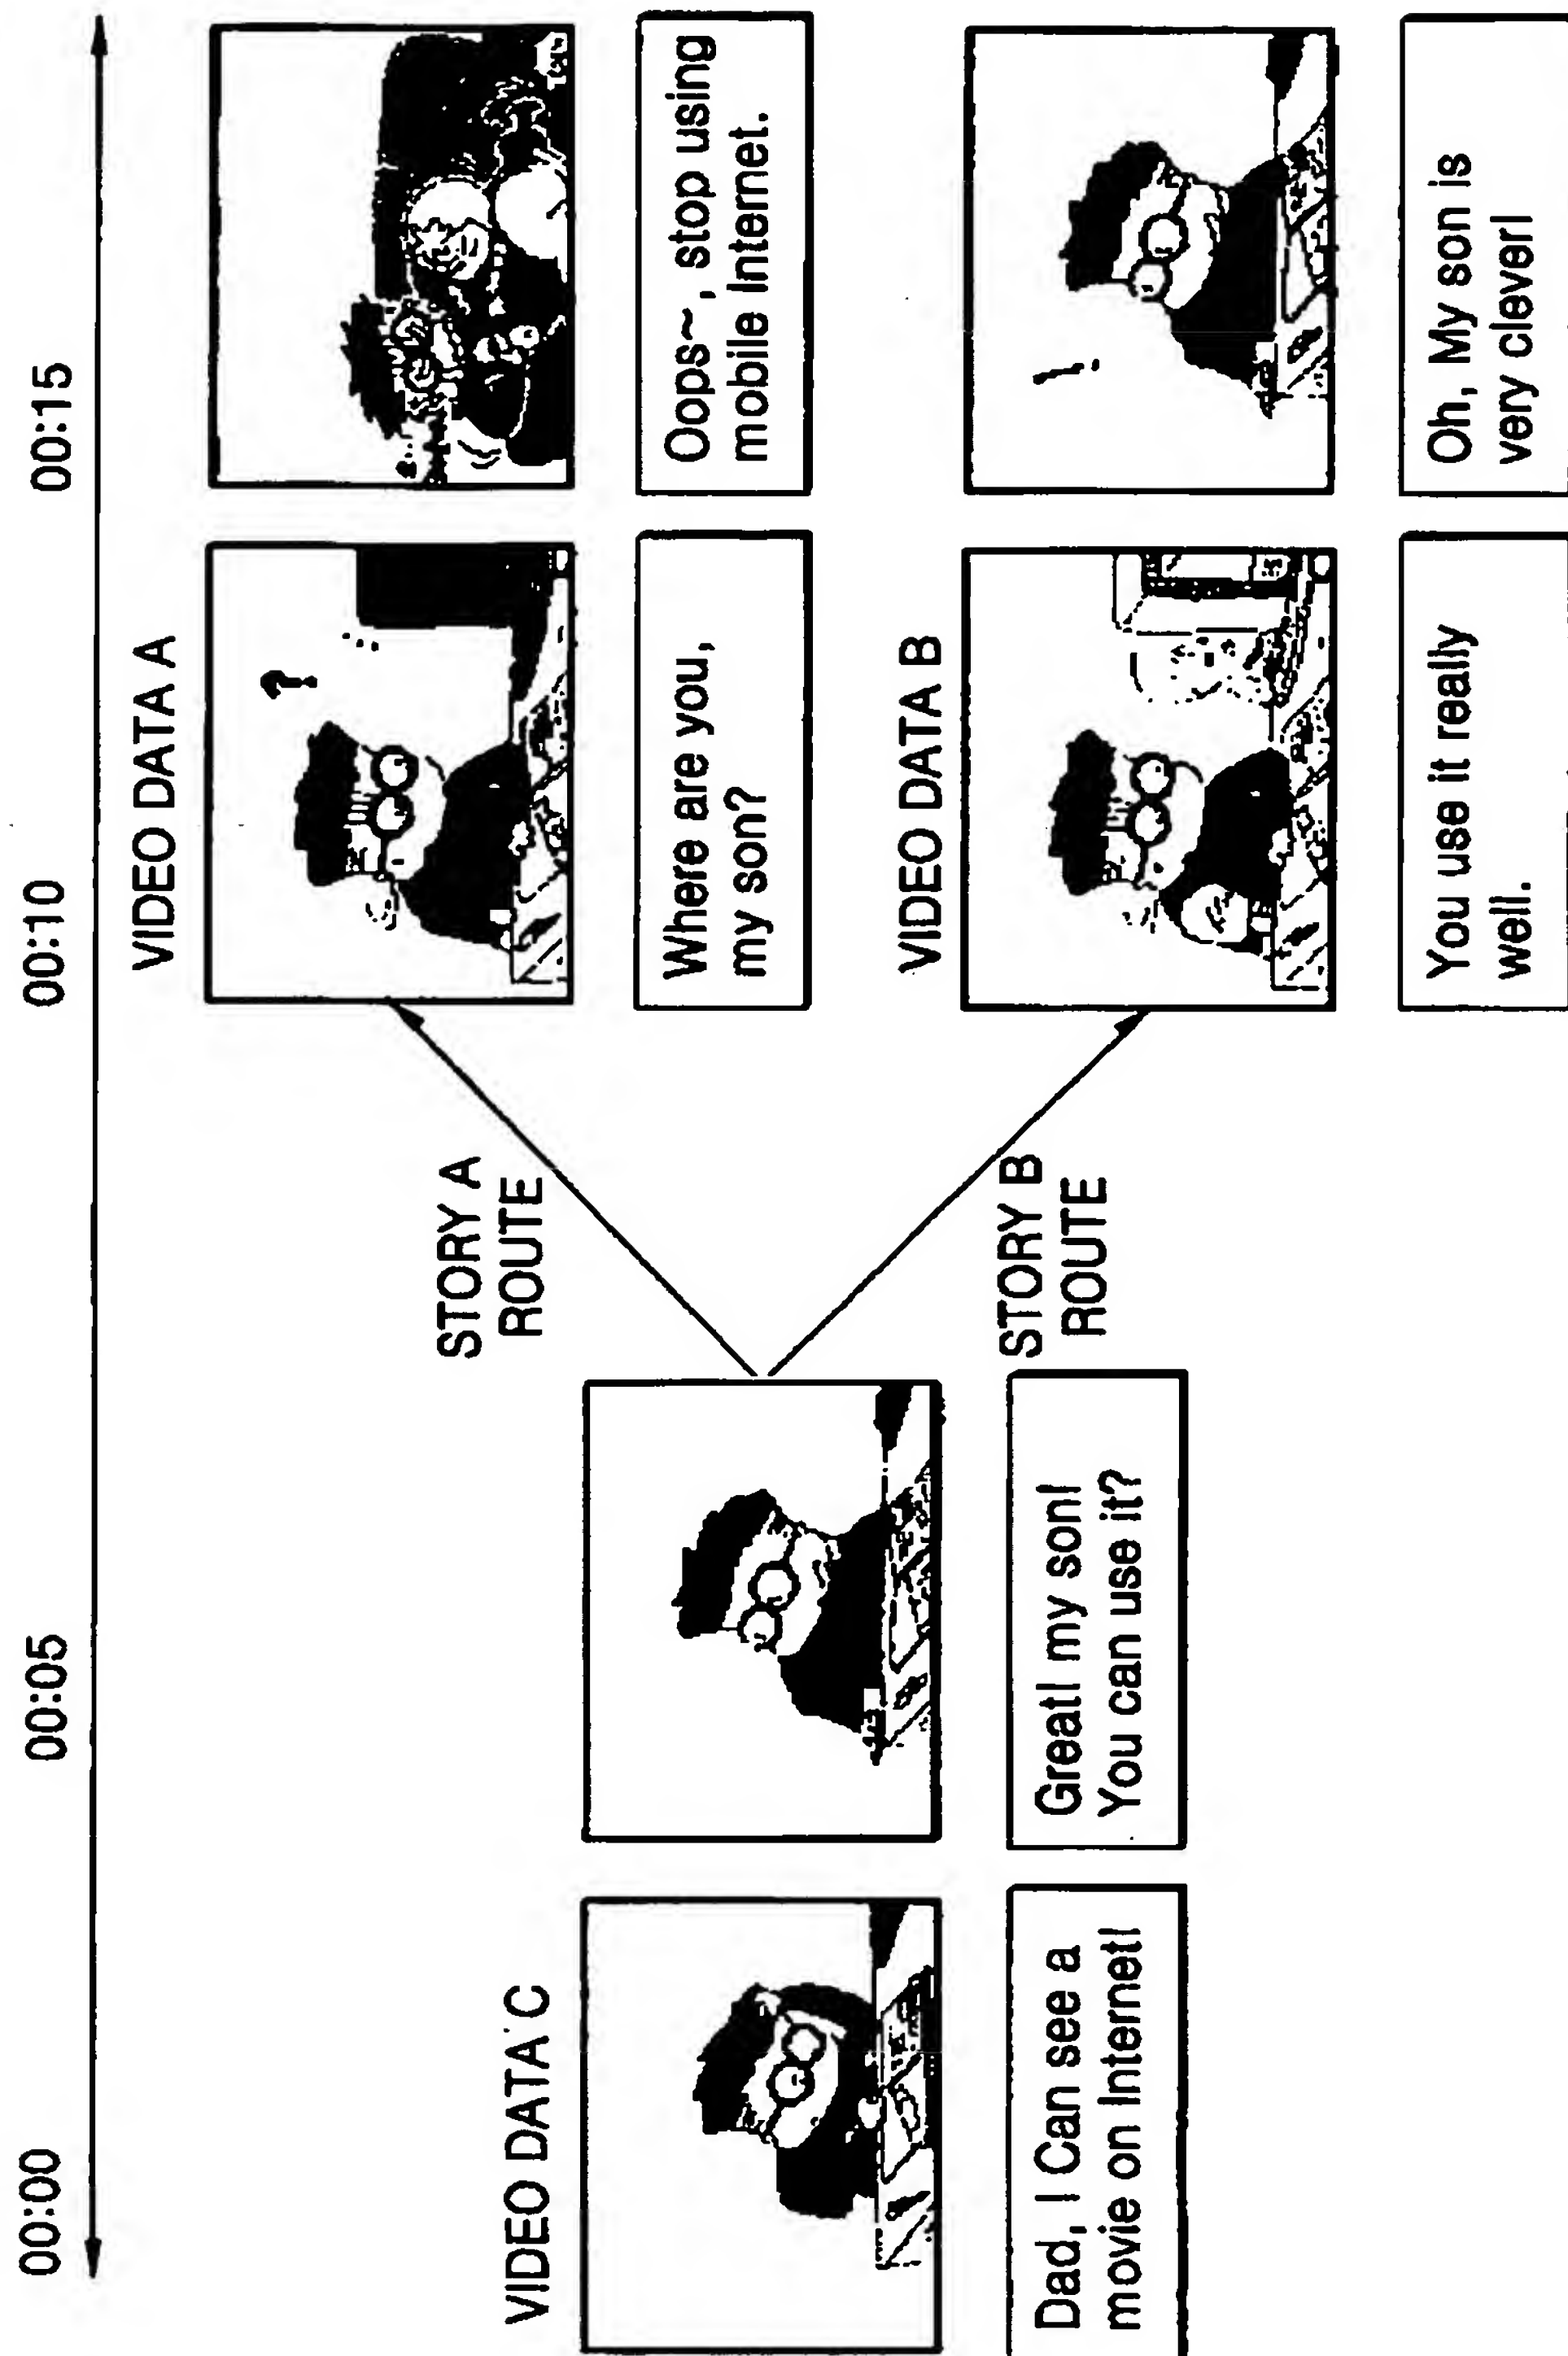 00:00
00:05
00:10
00:15
VIDEO DATA C
Dad, I Can see a
movie on Internet!
Great! my son!
You can use it?
STORY A
ROUTE
STORY B
ROUTE
VIDEO DATA A
Where are you,
my son?
Oops~, stop using
mobile Internet.
VIDEO DATA B
You use it really
well.
Oh, My son is
very clever!
?